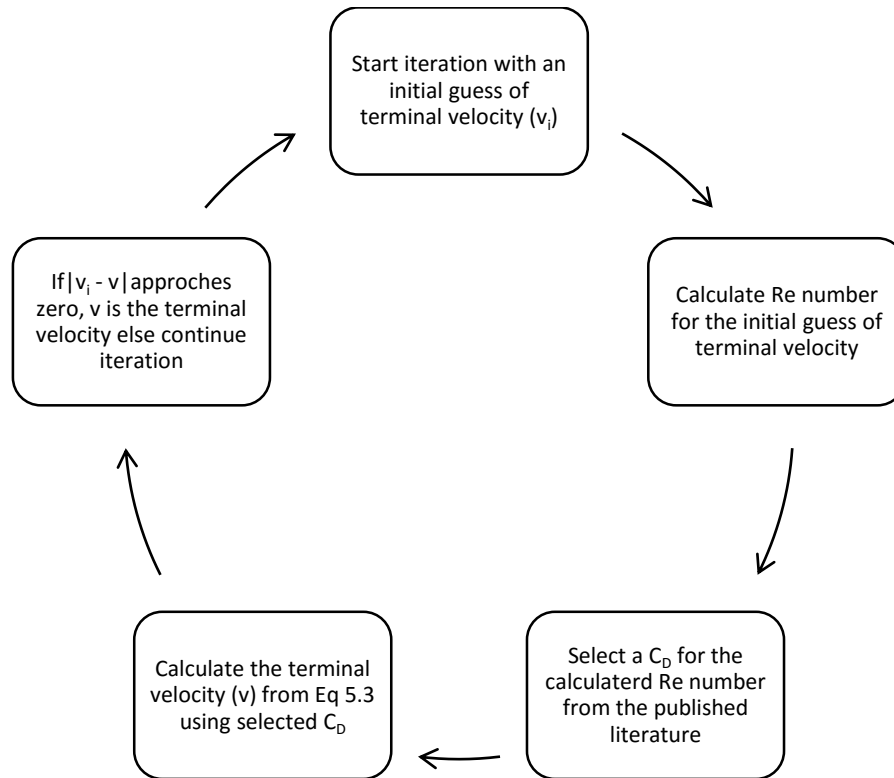 Start iteration with an
initial guess of
terminal velocity (vᵢ)
Calculate Re number
for the initial guess of
terminal velocity
Select a C_D for the
calculaterd Re number
from the published
literature
Calculate the terminal
velocity (v) from Eq 5.3
using selected C_D
If|vᵢ - v|approches
zero, v is the terminal
velocity else continue
iteration